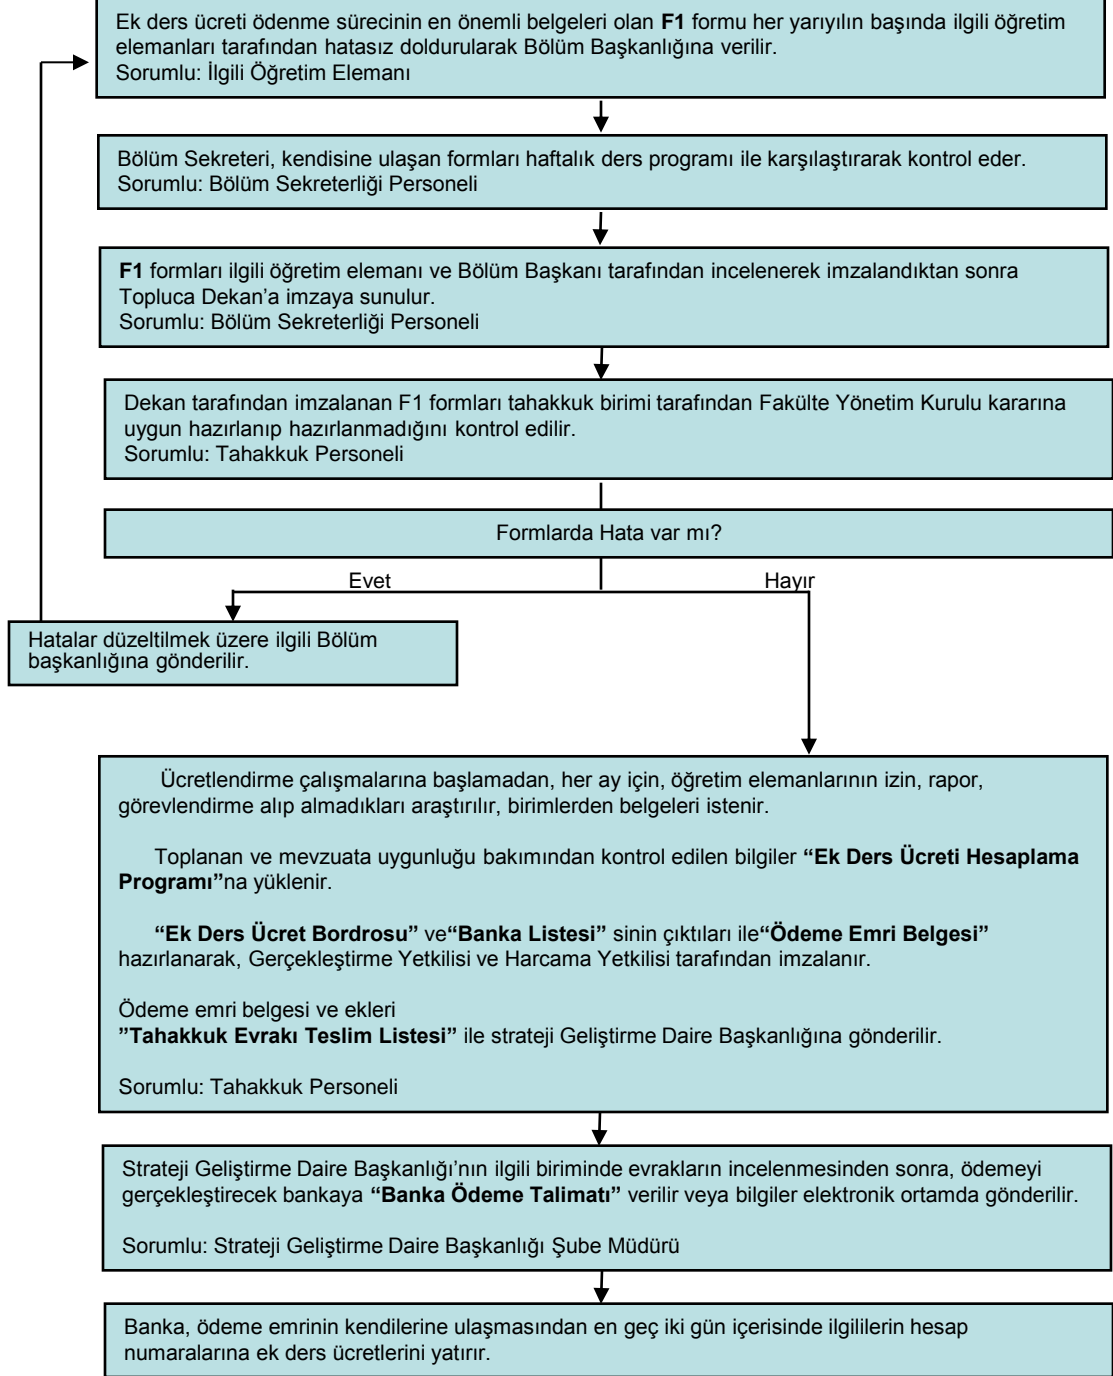 Ek ders ücreti ödenme sürecinin en önemli belgeleri olan F1 formu her yarıyılın başında ilgili öğretim
elemanları tarafından hatasız doldurularak Bölüm Başkanlığına verilir.
Sorumlu: İlgili Öğretim Elemanı
Bölüm Sekreteri, kendisine ulaşan formları haftalık ders programı ile karşılaştırarak kontrol eder.
Sorumlu: Bölüm Sekreterliği Personeli
F1 formları ilgili öğretim elemanı ve Bölüm Başkanı tarafından incelenerek imzalandıktan sonra
Topluca Dekan’a imzaya sunulur.
Sorumlu: Bölüm Sekreterliği Personeli
Dekan tarafından imzalanan F1 formları tahakkuk birimi tarafından Fakülte Yönetim Kurulu kararına
uygun hazırlanıp hazırlanmadığını kontrol edilir.
Sorumlu: Tahakkuk Personeli
Formlarda Hata var mı?
Evet
Hayır
Hatalar düzeltilmek üzere ilgili Bölüm
başkanlığına gönderilir.
Ücretlendirme çalışmalarına başlamadan, her ay için, öğretim elemanlarının izin, rapor,
görevlendirme alıp almadıkları araştırılır, birimlerden belgeleri istenir.
Toplanan ve mevzuata uygunluğu bakımından kontrol edilen bilgiler “Ek Ders Ücreti Hesaplama
Programı”na yüklenir.
“Ek Ders Ücret Bordrosu” ve“Banka Listesi” sinin çıktıları ile“Ödeme Emri Belgesi”
hazırlanarak, Gerçekleştirme Yetkilisi ve Harcama Yetkilisi tarafından imzalanır.
Ödeme emri belgesi ve ekleri
”Tahakkuk Evrakı Teslim Listesi” ile strateji Geliştirme Daire Başkanlığına gönderilir.
Sorumlu: Tahakkuk Personeli
Strateji Geliştirme Daire Başkanlığı’nın ilgili biriminde evrakların incelenmesinden sonra, ödemeyi
gerçekleştirecek bankaya “Banka Ödeme Talimatı” verilir veya bilgiler elektronik ortamda gönderilir.
Sorumlu: Strateji Geliştirme Daire Başkanlığı Şube Müdürü
Banka, ödeme emrinin kendilerine ulaşmasından en geç iki gün içerisinde ilgililerin hesap
numaralarına ek ders ücretlerini yatırır.